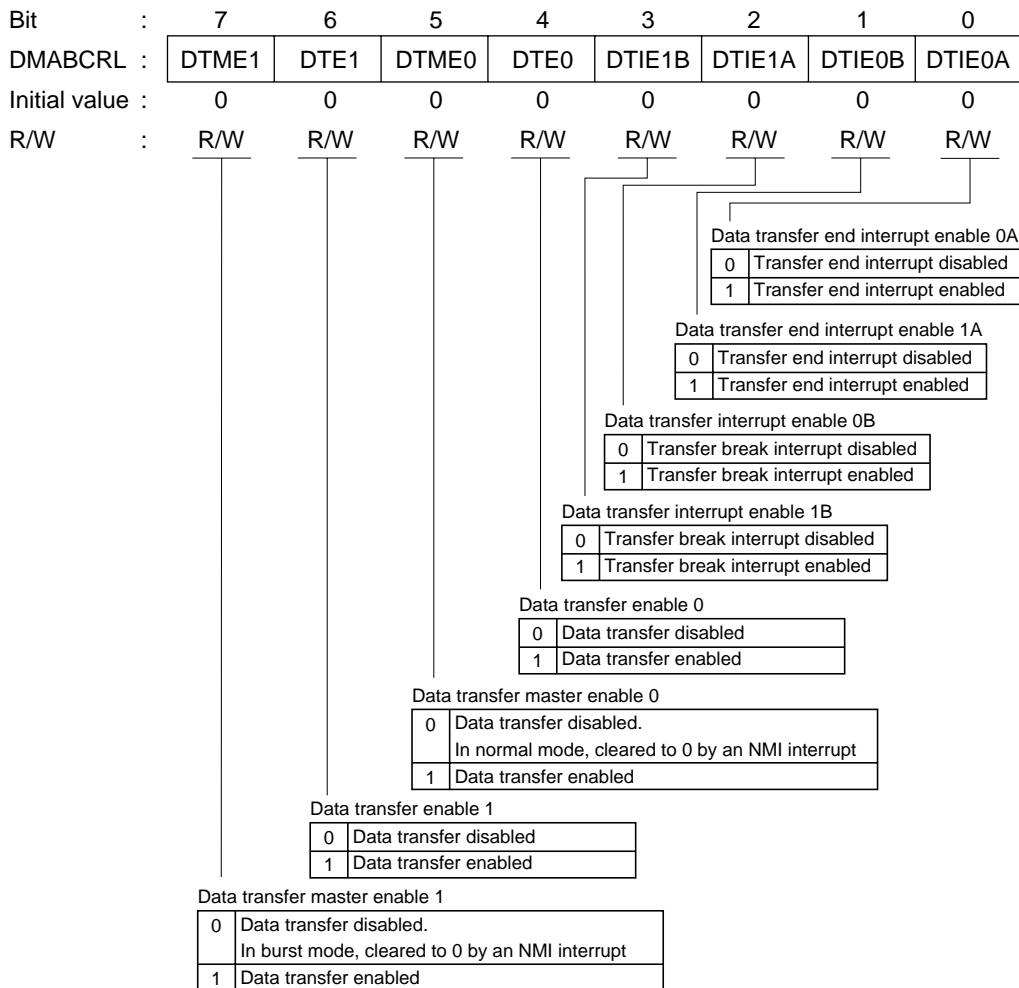 Bit : 7 6 5 4 3 2 1 0
DMABCRL : DTME1 DTE1 DTME0 DTE0 DTIE1B DTIE1A DTIE0B DTIE0A
Initial value : 0 0 0 0 0 0 0 0
R/W : R/W R/W R/W R/W R/W R/W R/W R/W
Data transfer end interrupt enable 0A
0 Transfer end interrupt disabled
1 Transfer end interrupt enabled
Data transfer end interrupt enable 1A
0 Transfer end interrupt disabled
1 Transfer end interrupt enabled
Data transfer interrupt enable 0B
0 Transfer break interrupt disabled
1 Transfer break interrupt enabled
Data transfer interrupt enable 1B
0 Transfer break interrupt disabled
1 Transfer break interrupt enabled
Data transfer enable 0
0 Data transfer disabled
1 Data transfer enabled
Data transfer master enable 0
0 Data transfer disabled.
In normal mode, cleared to 0 by an NMI interrupt
1 Data transfer enabled
Data transfer enable 1
0 Data transfer disabled
1 Data transfer enabled
Data transfer master enable 1
0 Data transfer disabled.
In burst mode, cleared to 0 by an NMI interrupt
1 Data transfer enabled